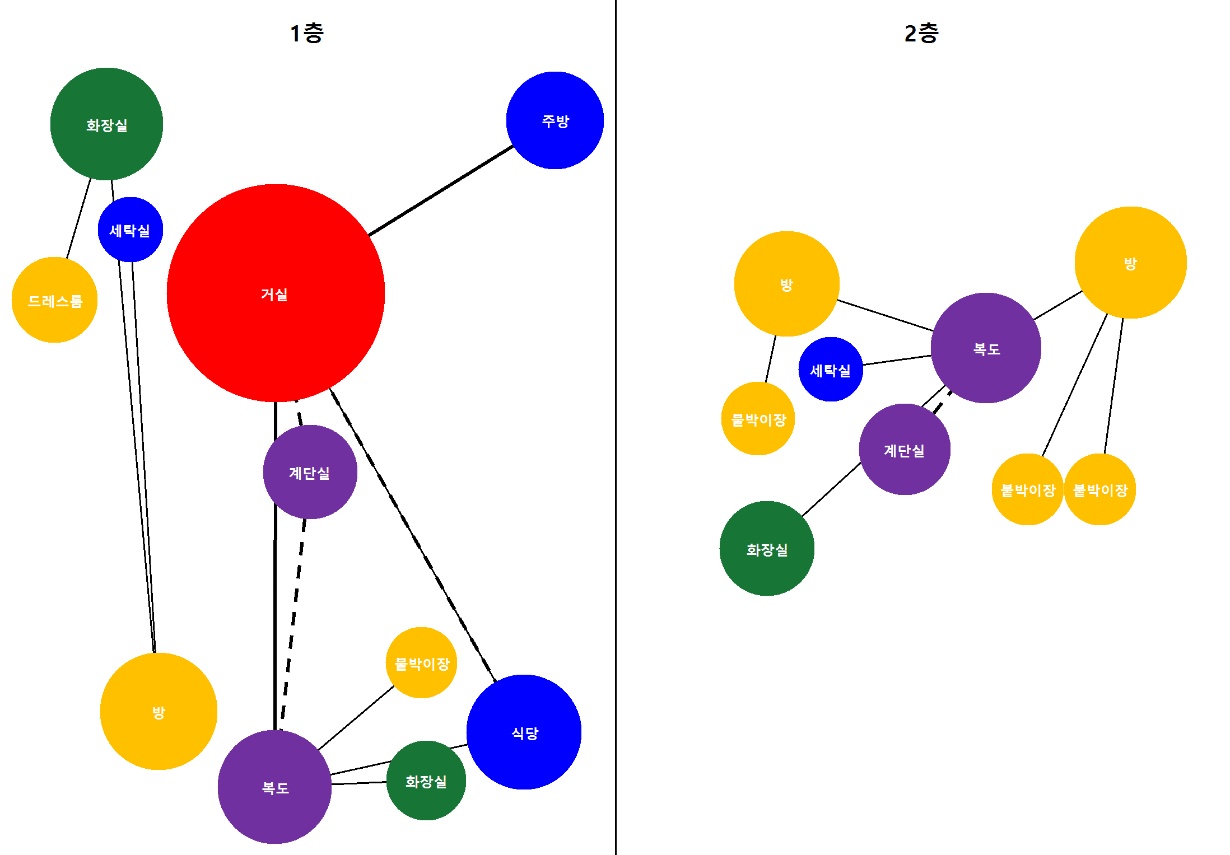 1층
화장실
주방
세탁실
드레스룸
거실
계단실
붙박이장
방
복도
화장실
식당
2층
방
방
복도
세탁실
붙박이장
계단실
붙박이장
붙박이장
화장실